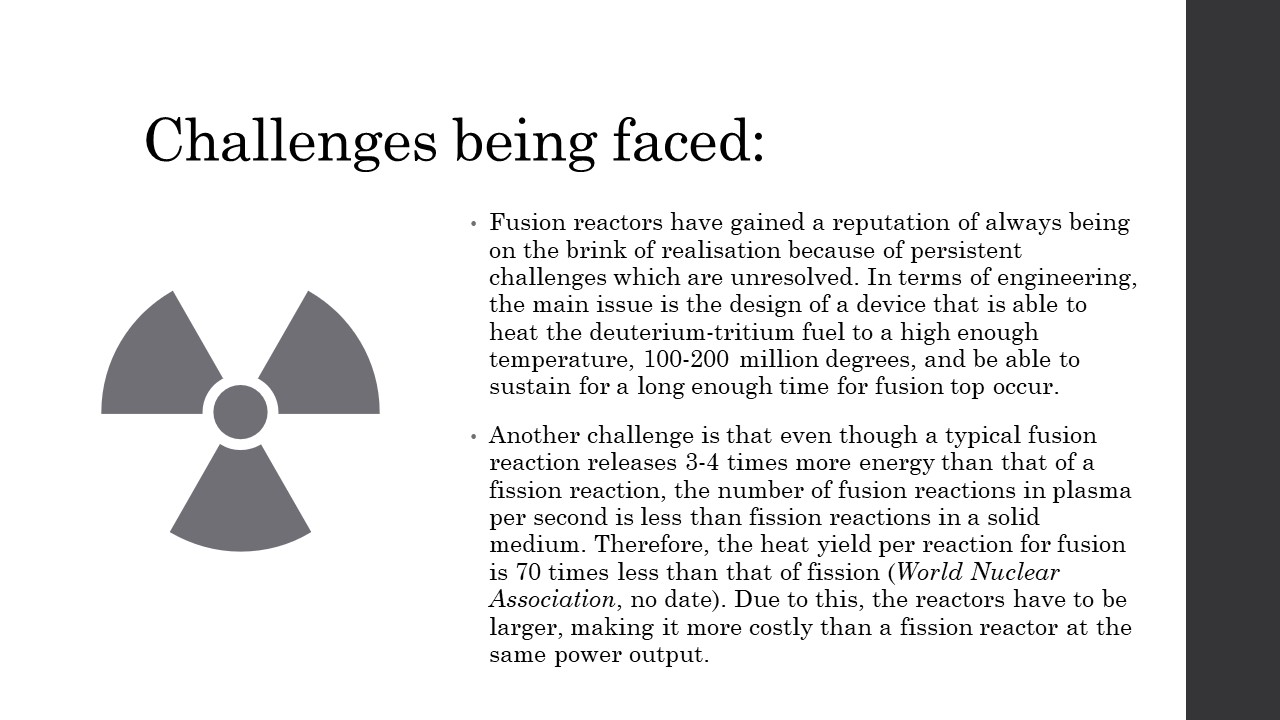 Challenges being faced:
• Fusion reactors have gained a reputation of always being
on the brink of realisation because of persistent
challenges which are unresolved. In terms of engineering,
the main issue is the design of a device that is able to
heat the deuterium-tritium fuel to a high enough
temperature, 100-200 million degrees, and be able to
sustain for a long enough time for fusion top occur.
• Another challenge is that even though a typical fusion
reaction releases 3-4 times more energy than that of a
fission reaction, the number of fusion reactions in plasma
per second is less than fission reactions in a solid
medium. Therefore, the heat yield per reaction for fusion
is 70 times less than that of fission (World Nuclear
Association, no date). Due to this, the reactors have to be
larger, making it more costly than a fission reactor at the
same power output.